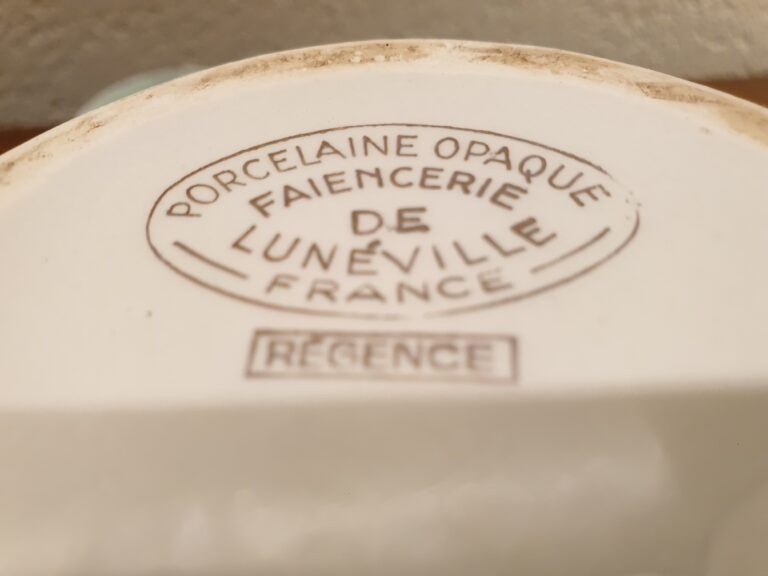 PORCELAINE OPAQUE
FAIENCERIE
DE
LUNÉVILLE
FRANCE
RÉGENCE